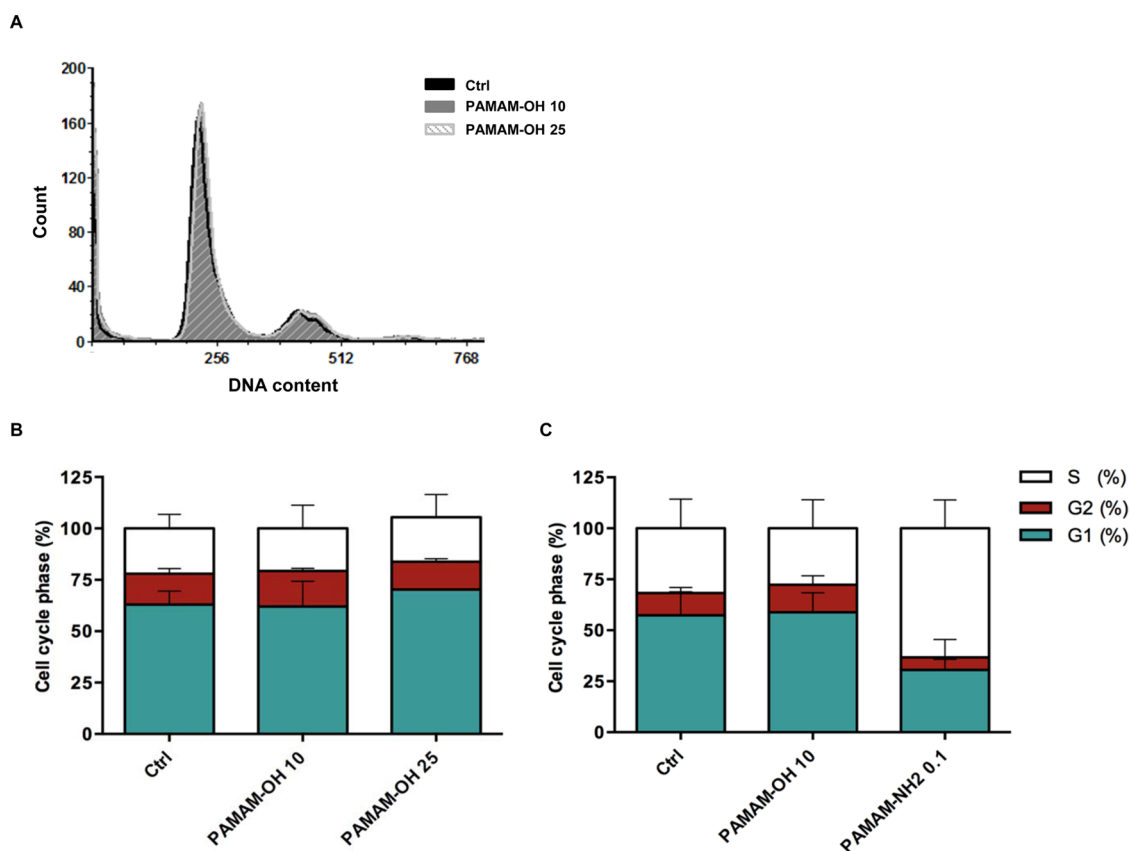 A
200
160
120
80
40
0
Count
256
512
768
DNA content
Ctrl
PAMAM-OH 10
PAMAM-OH 25
B
125
100
75
50
25
0
Cell cycle phase (%)
Ctrl
PAMAM-OH 10
PAMAM-OH 25
C
125
100
75
50
25
0
Cell cycle phase (%)
Ctrl
PAMAM-OH 10
PAMAM-NH2 0.1
S (%)
G2 (%)
G1 (%)